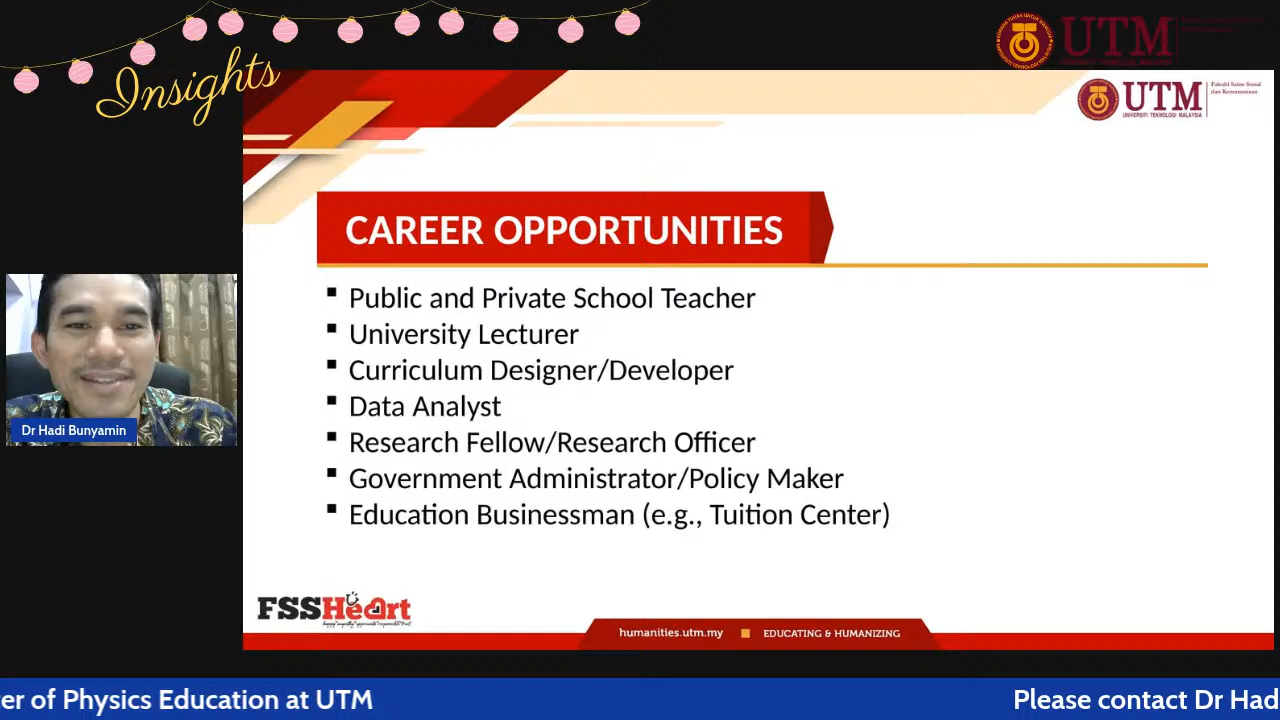 Insights
UTM
UTM
UNIVERSITI TEKNOLOGI MALAYSIA
Fakulti Sains Sosial
dan Kemanusiaan
CAREER OPPORTUNITIES
▪ Public and Private School Teacher
▪ University Lecturer
▪ Curriculum Designer/Developer
▪ Data Analyst
▪ Research Fellow/Research Officer
▪ Government Administrator/Policy Maker
▪ Education Businessman (e.g., Tuition Center)
Dr Hadi Bunyamin
FSSHeart
humanities.utm.my ■ EDUCATING & HUMANIZING
er of Physics Education at UTM
Please contact Dr Had